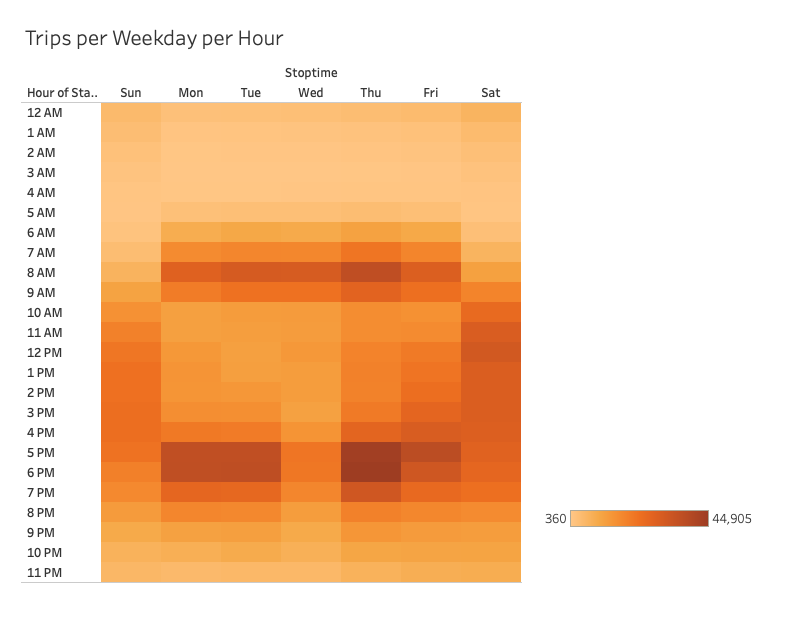 Trips per Weekday per Hour
Stoptime
Hour of Sta.. Sun Mon Tue Wed Thu Fri Sat
12 AM
1 AM
2 AM
3 AM
4 AM
5 AM
6 AM
7 AM
8 AM
9 AM
10 AM
11 AM
12 PM
1 PM
2 PM
3 PM
4 PM
5 PM
6 PM
7 PM
8 PM
9 PM
10 PM
11 PM
360 44,905